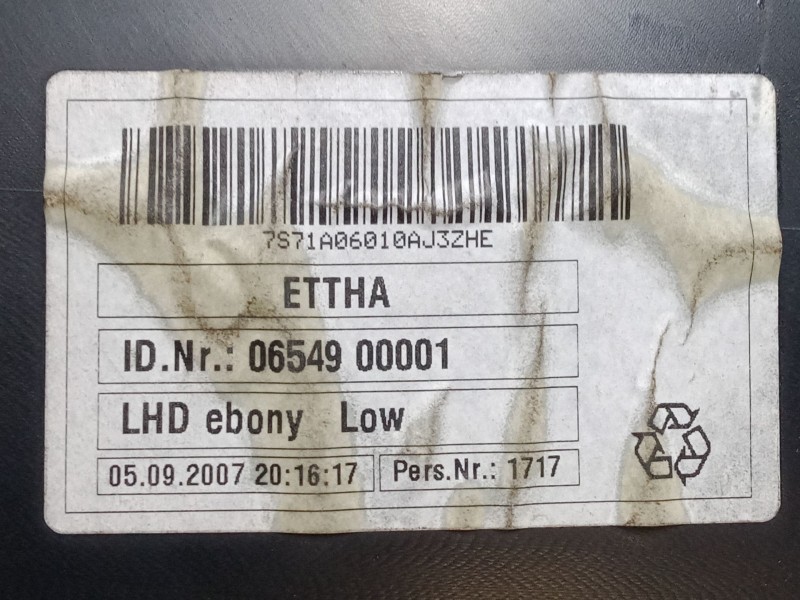 7S71A06010AJ3ZHE
ETTHA
ID.Nr.: 06549 00001
LHD ebony Low
05.09.2007 20:16:17 Pers.Nr.: 1717